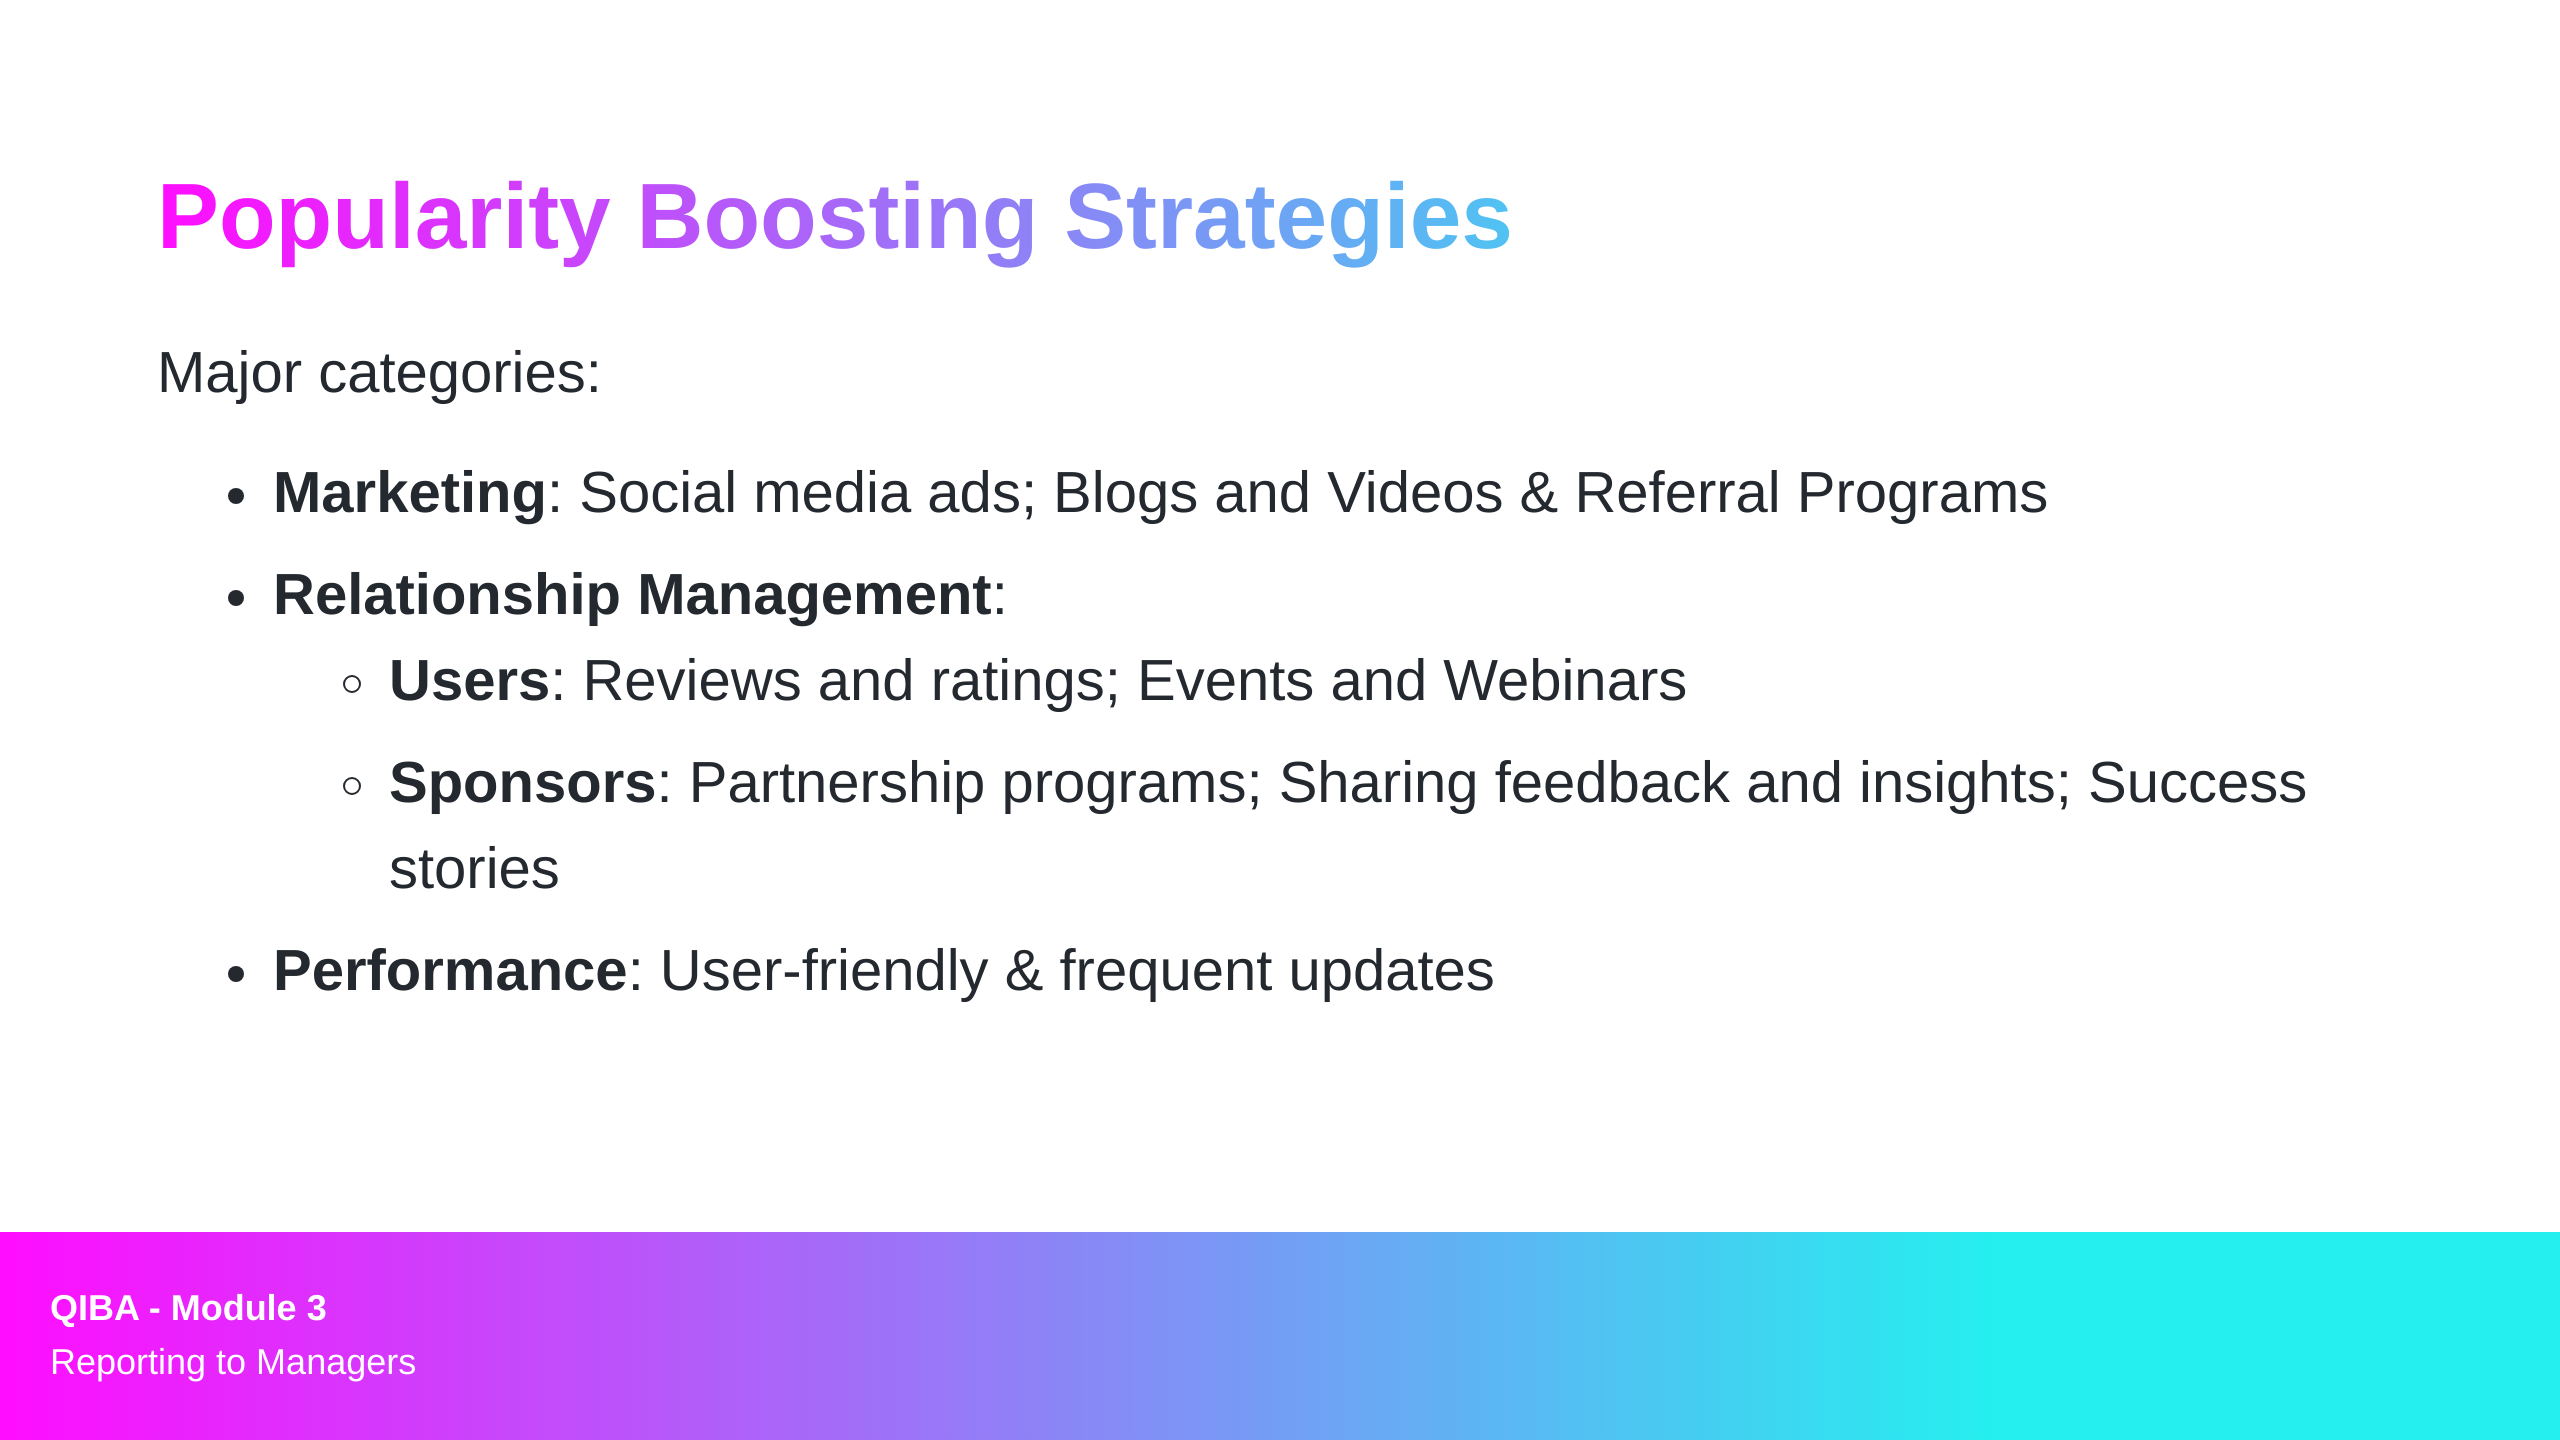 Popularity Boosting Strategies
Major categories:
• Marketing: Social media ads; Blogs and Videos & Referral Programs
• Relationship Management:
◦ Users: Reviews and ratings; Events and Webinars
◦ Sponsors: Partnership programs; Sharing feedback and insights; Success
stories
• Performance: User-friendly & frequent updates
QIBA - Module 3
Reporting to Managers